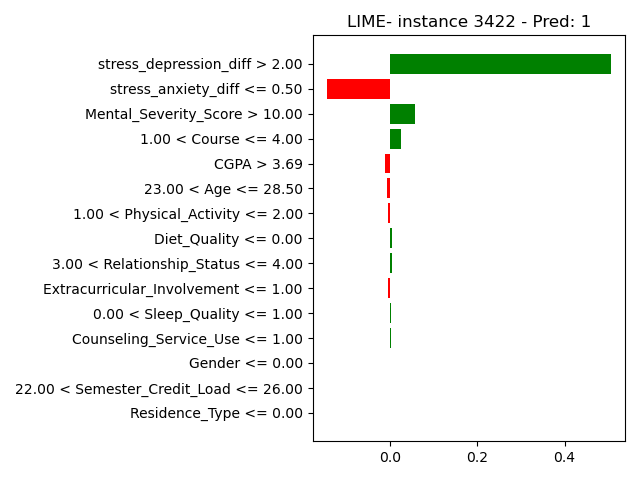 LIME- instance 3422 - Pred: 1
stress_depression_diff > 2.00
stress_anxiety_diff <= 0.50
Mental_Severity_Score > 10.00
1.00 < Course <= 4.00
CGPA > 3.69
23.00 < Age <= 28.50
1.00 < Physical_Activity <= 2.00
Diet_Quality <= 0.00
3.00 < Relationship_Status <= 4.00
Extracurricular_Involvement <= 1.00
0.00 < Sleep_Quality <= 1.00
Counseling_Service_Use <= 1.00
Gender <= 0.00
22.00 < Semester_Credit_Load <= 26.00
Residence_Type <= 0.00
0.0 0.2 0.4